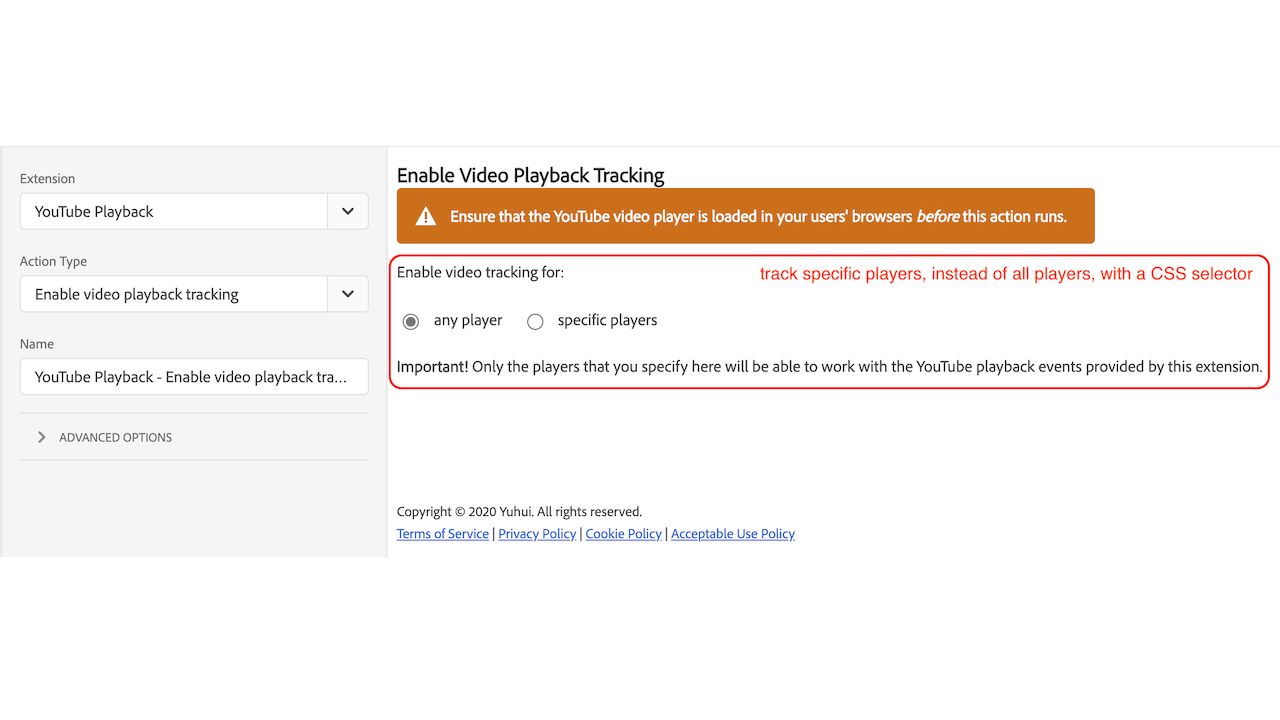 Extension
YouTube Playback
Action Type
Enable video playback tracking
Name
YouTube Playback - Enable video playback tra...
ADVANCED OPTIONS
Enable Video Playback Tracking
Ensure that the YouTube video player is loaded in your users' browsers before this action runs.
Enable video tracking for:
track specific players, instead of all players, with a CSS selector
any player
specific players
Important! Only the players that you specify here will be able to work with the YouTube playback events provided by this extension.
Copyright © 2020 Yuhui. All rights reserved.
Terms of Service | Privacy Policy | Cookie Policy | Acceptable Use Policy